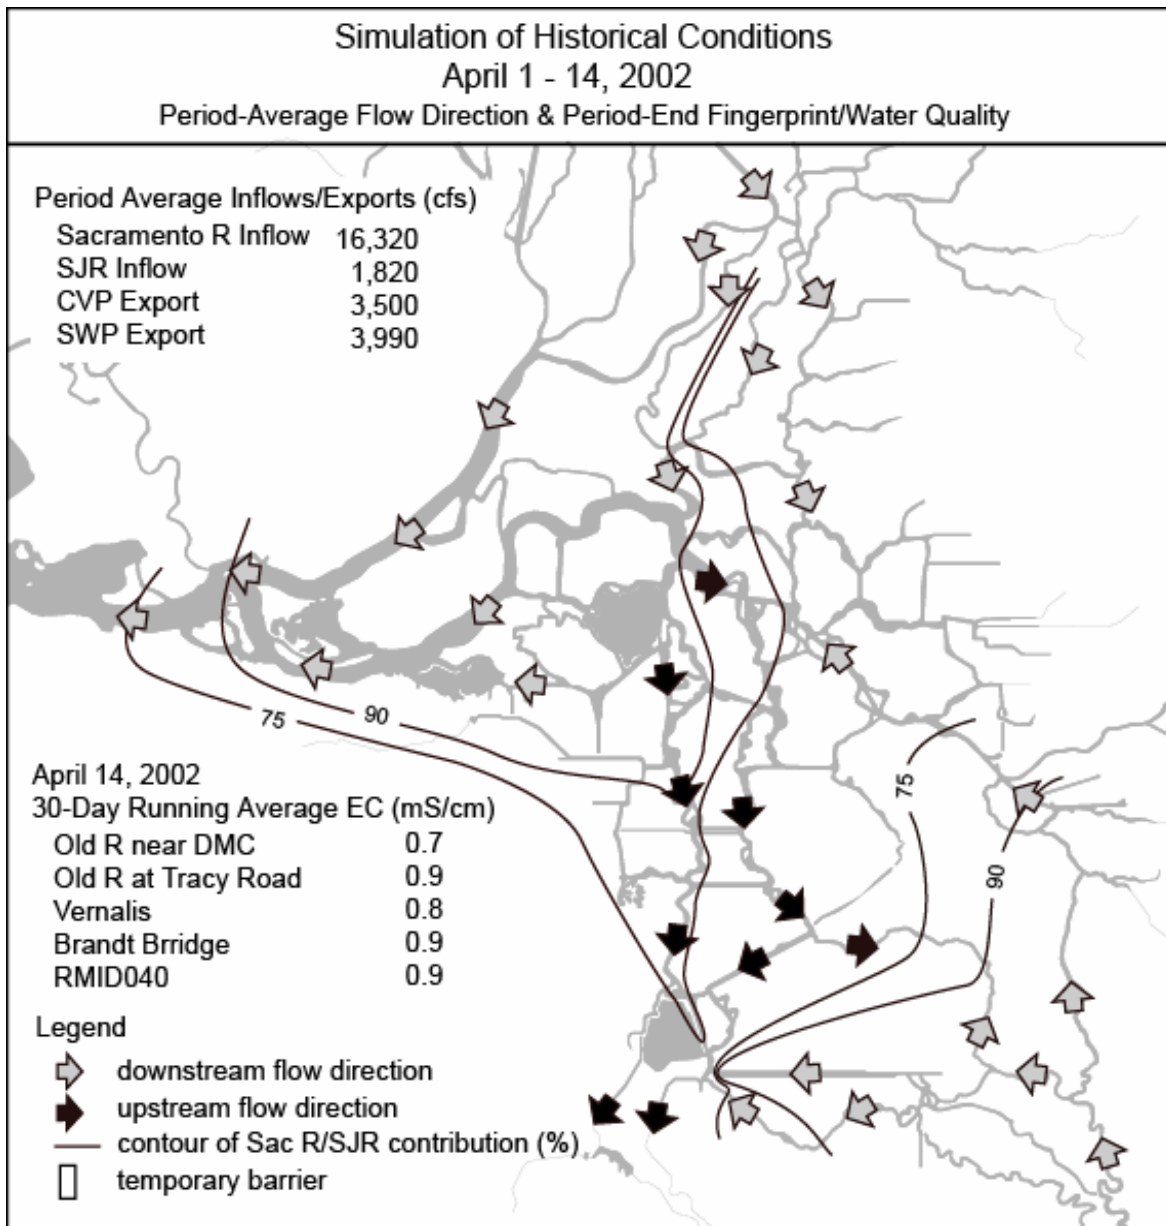 Simulation of Historical Conditions
April 1 - 14, 2002
Period-Average Flow Direction & Period-End Fingerprint/Water Quality
Period Average Inflows/Exports (cfs)
Sacramento R Inflow 16,320
SJR Inflow 1,820
CVP Export 3,500
SWP Export 3,990
75
90
75
90
April 14, 2002
30-Day Running Average EC (mS/cm)
Old R near DMC 0.7
Old R at Tracy Road 0.9
Vernalis 0.8
Brandt Brridge 0.9
RMID040 0.9
Legend
downstream flow direction
upstream flow direction
contour of Sac R/SJR contribution (%)
temporary barrier